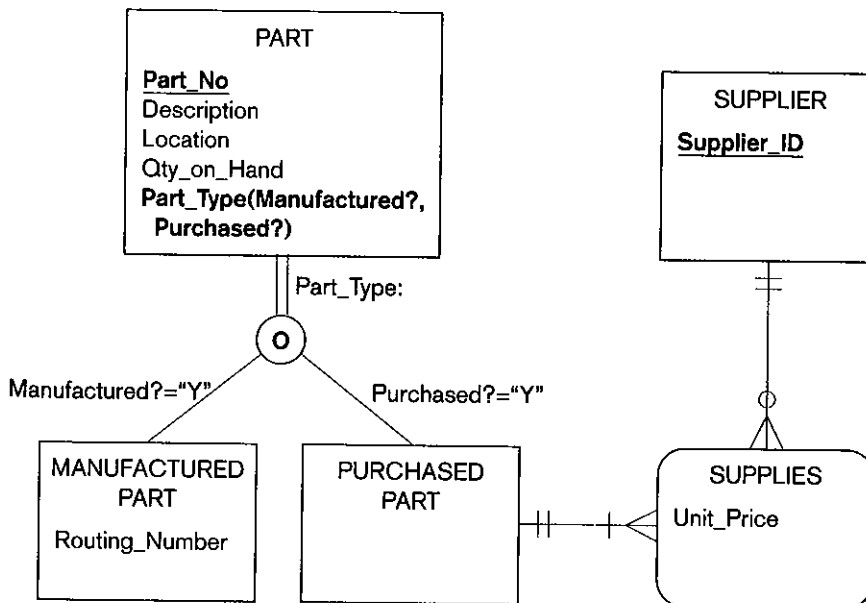 PART
Part_No
Description
Location
Qty_on_Hand
Part_Type(Manufactured?,
Purchased?)
SUPPLIER
Supplier_ID
Part_Type:
O
Manufactured?="Y"
Purchased?="Y"
MANUFACTURED
PART
Routing_Number
PURCHASED
PART
SUPPLIES
Unit_Price